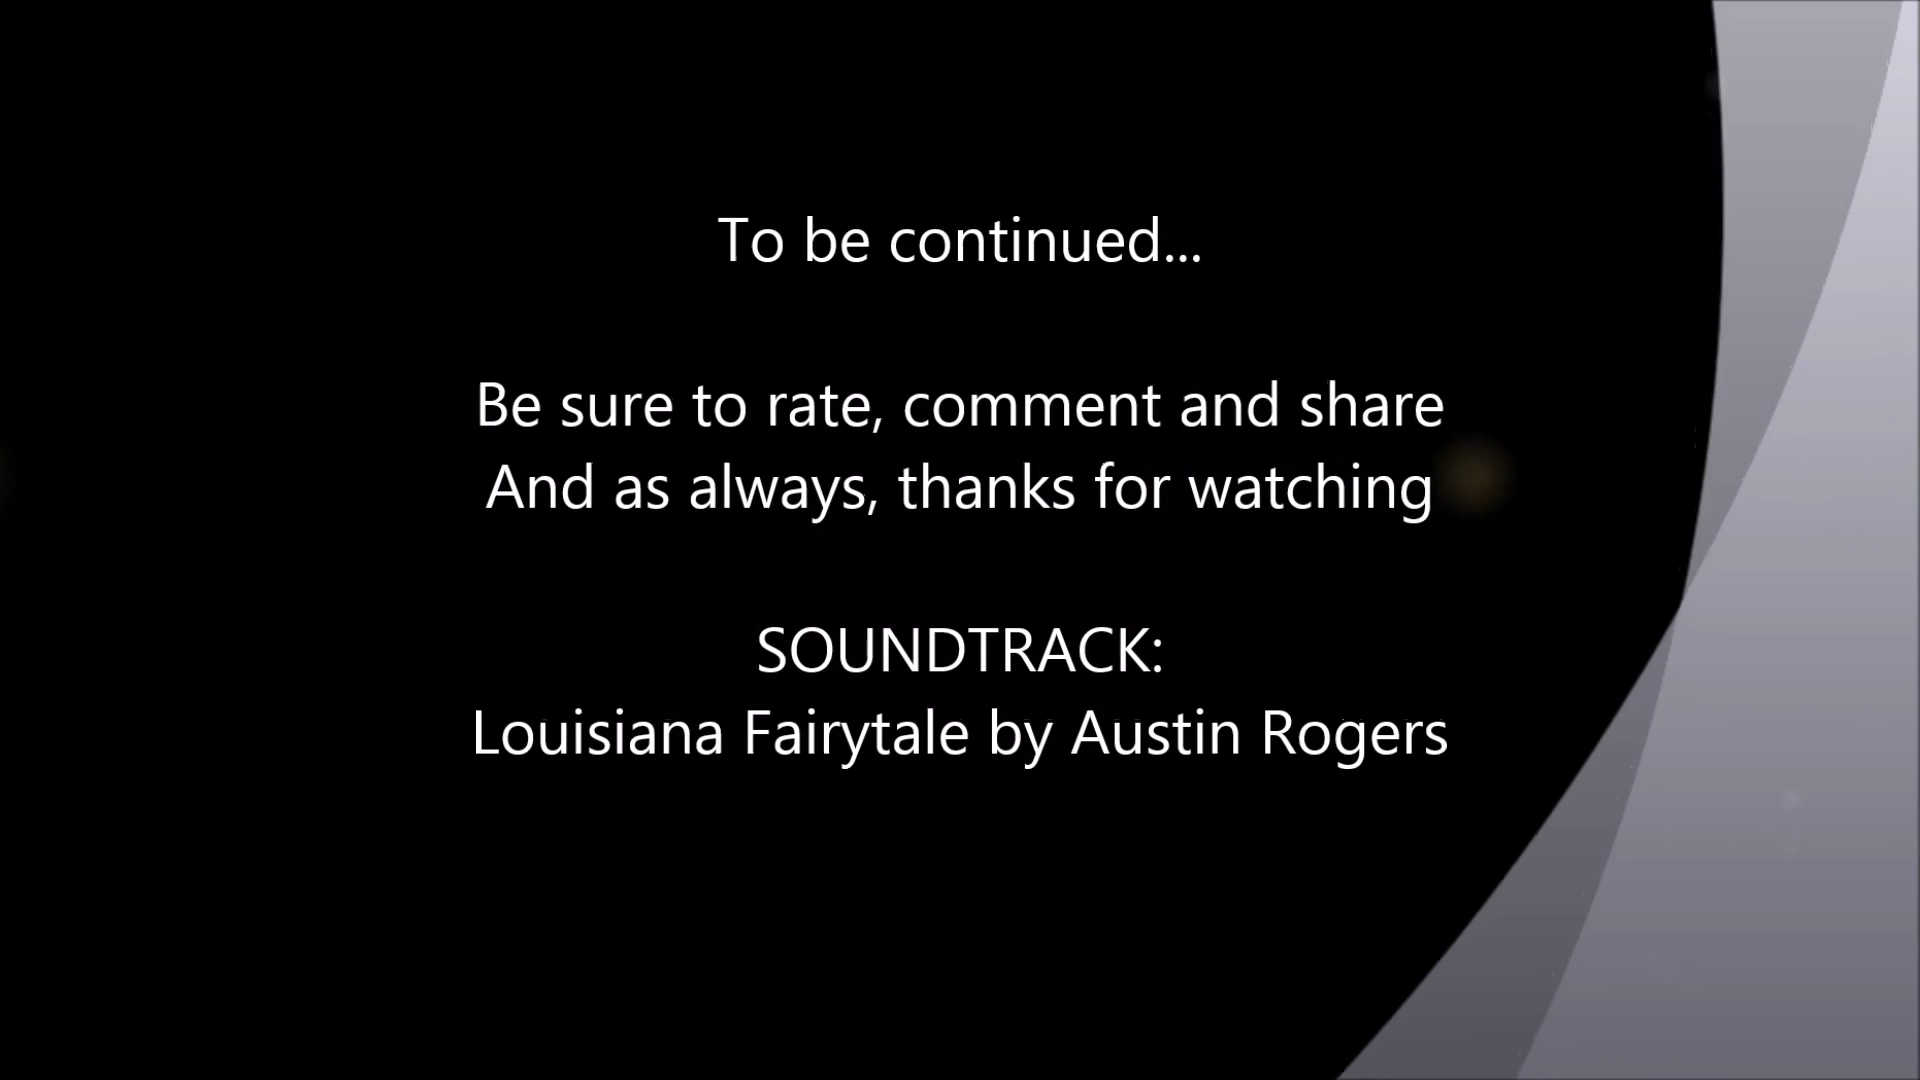 To be continued...
Be sure to rate, comment and share
And as always, thanks for watching
SOUNDTRACK:
Louisiana Fairytale by Austin Rogers